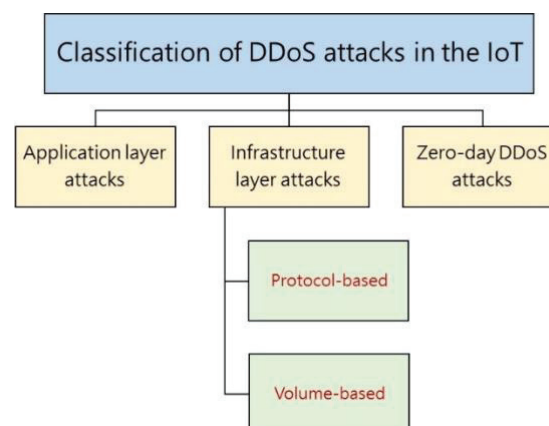 Classification of DDoS attacks in the IoT
Application layer
attacks
Infrastructure
layer attacks
Zero-day DDoS
attacks
Protocol-based
Volume-based